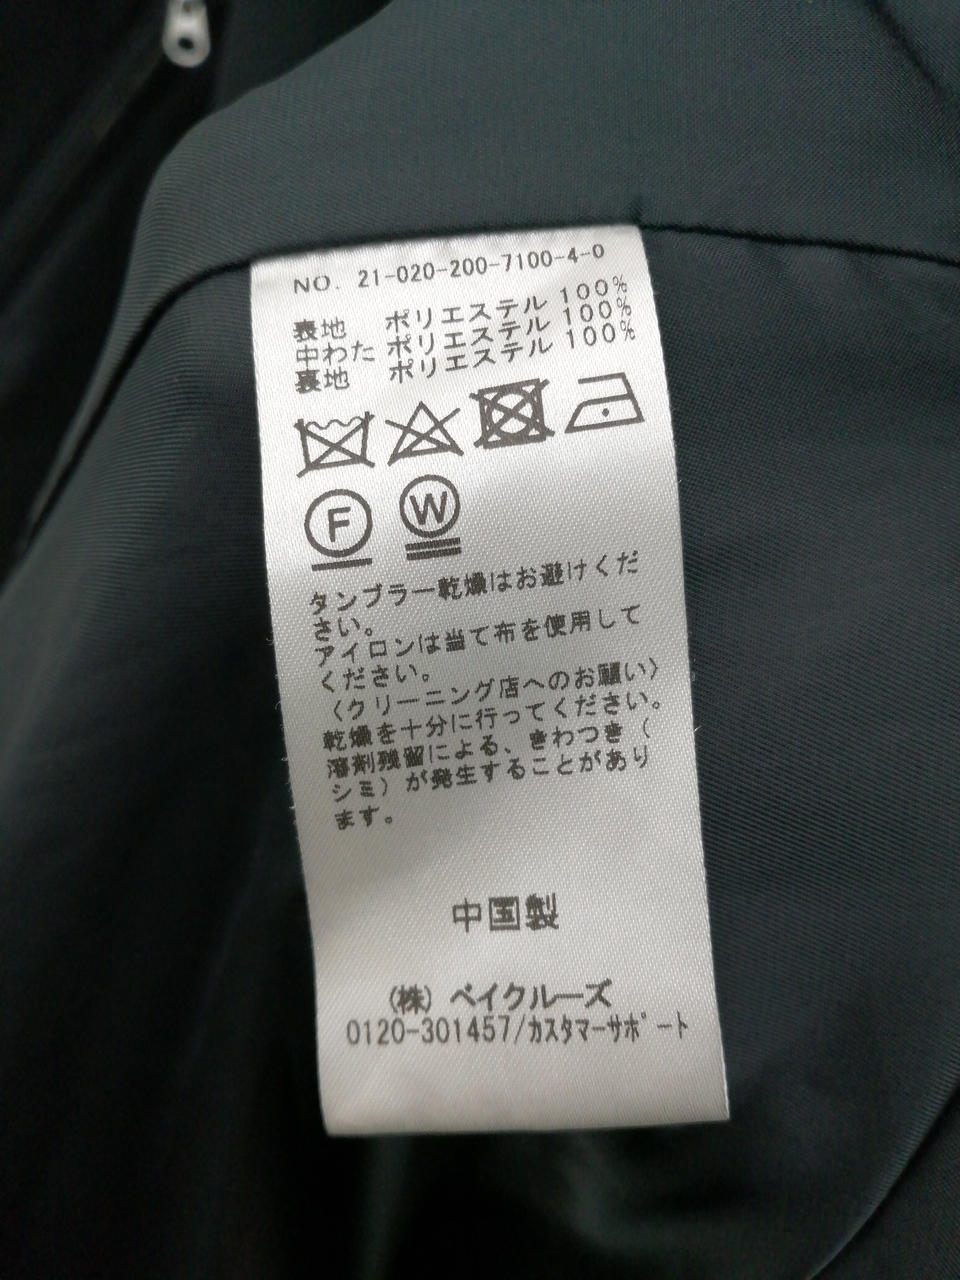 NO. 21-020-200-7100-4-0
表地 ポリエステル 100%
中わた ポリエステル 100%
裏地 ポリエステル 100%
F W
タンブラー乾燥はお避けくだ
さい。
アイロンは当て布を使用して
ください。
〈クリーニング店へのお願い〉
乾燥を十分に行ってください。
溶剤残留による、きわつき（
シミ）が発生することがあり
ます。
中国製
(株) ベイクルーズ
0120-301457/カスタマーサポート